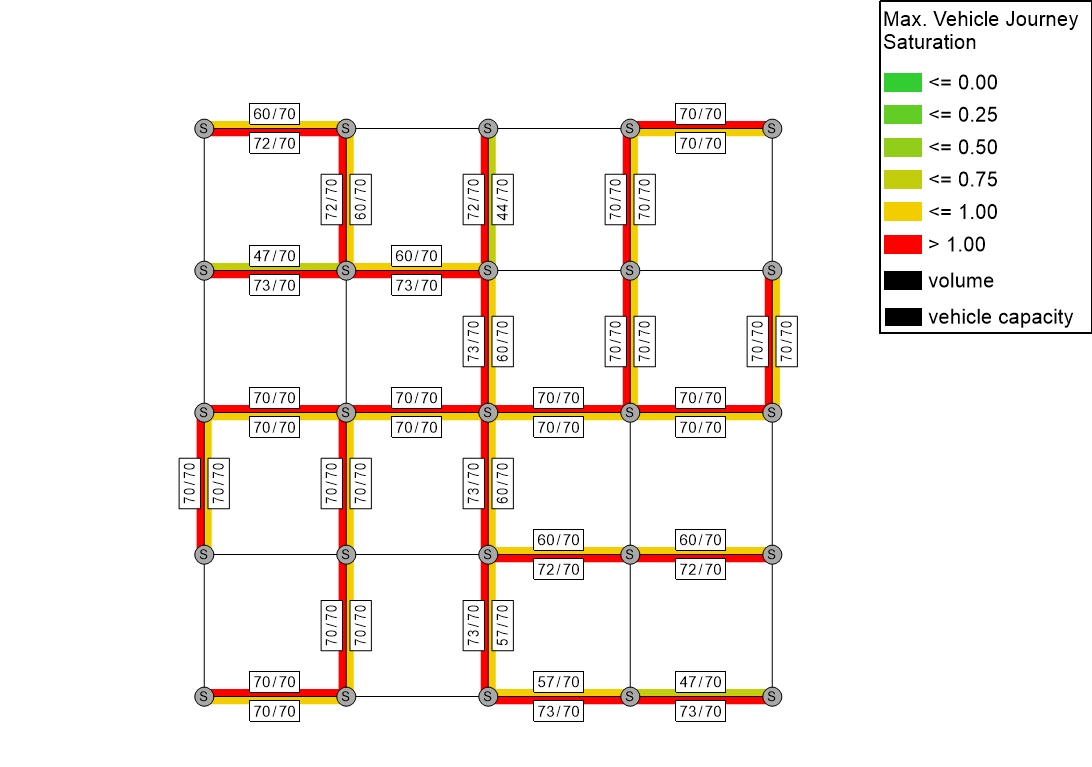 Max. Vehicle Journey
Saturation
<= 0.00
<= 0.25
<= 0.50
<= 0.75
<= 1.00
> 1.00
volume
vehicle capacity
60/70
70/70
S S S S S
72/70
70/70
72/70 60/70 72/70 44/70 70/70 70/70
47/70 60/70
S S S S S
73/70 73/70
73/70 60/70 70/70 70/70 70/70 70/70
70/70 70/70 70/70 70/70
S S S S S
70/70 70/70 70/70 70/70
70/70 70/70 70/70 70/70 73/70 60/70
60/70 60/70
S S S S S
72/70 72/70
70/70 70/70 73/70 57/70
70/70 57/70 47/70
S S S S S
70/70 73/70 73/70